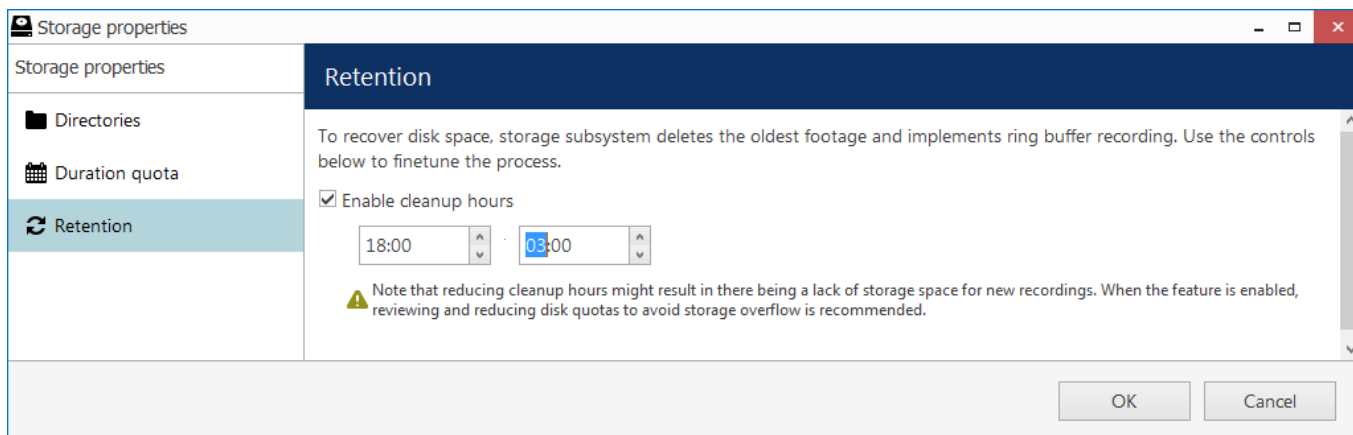 Storage properties
Storage properties
Directories
Duration quota
Retention
Retention
To recover disk space, storage subsystem deletes the oldest footage and implements ring buffer recording. Use the controls
below to finetune the process.
Enable cleanup hours
18:00 03:00
Note that reducing cleanup hours might result in there being a lack of storage space for new recordings. When the feature is enabled,
reviewing and reducing disk quotas to avoid storage overflow is recommended.
OK Cancel